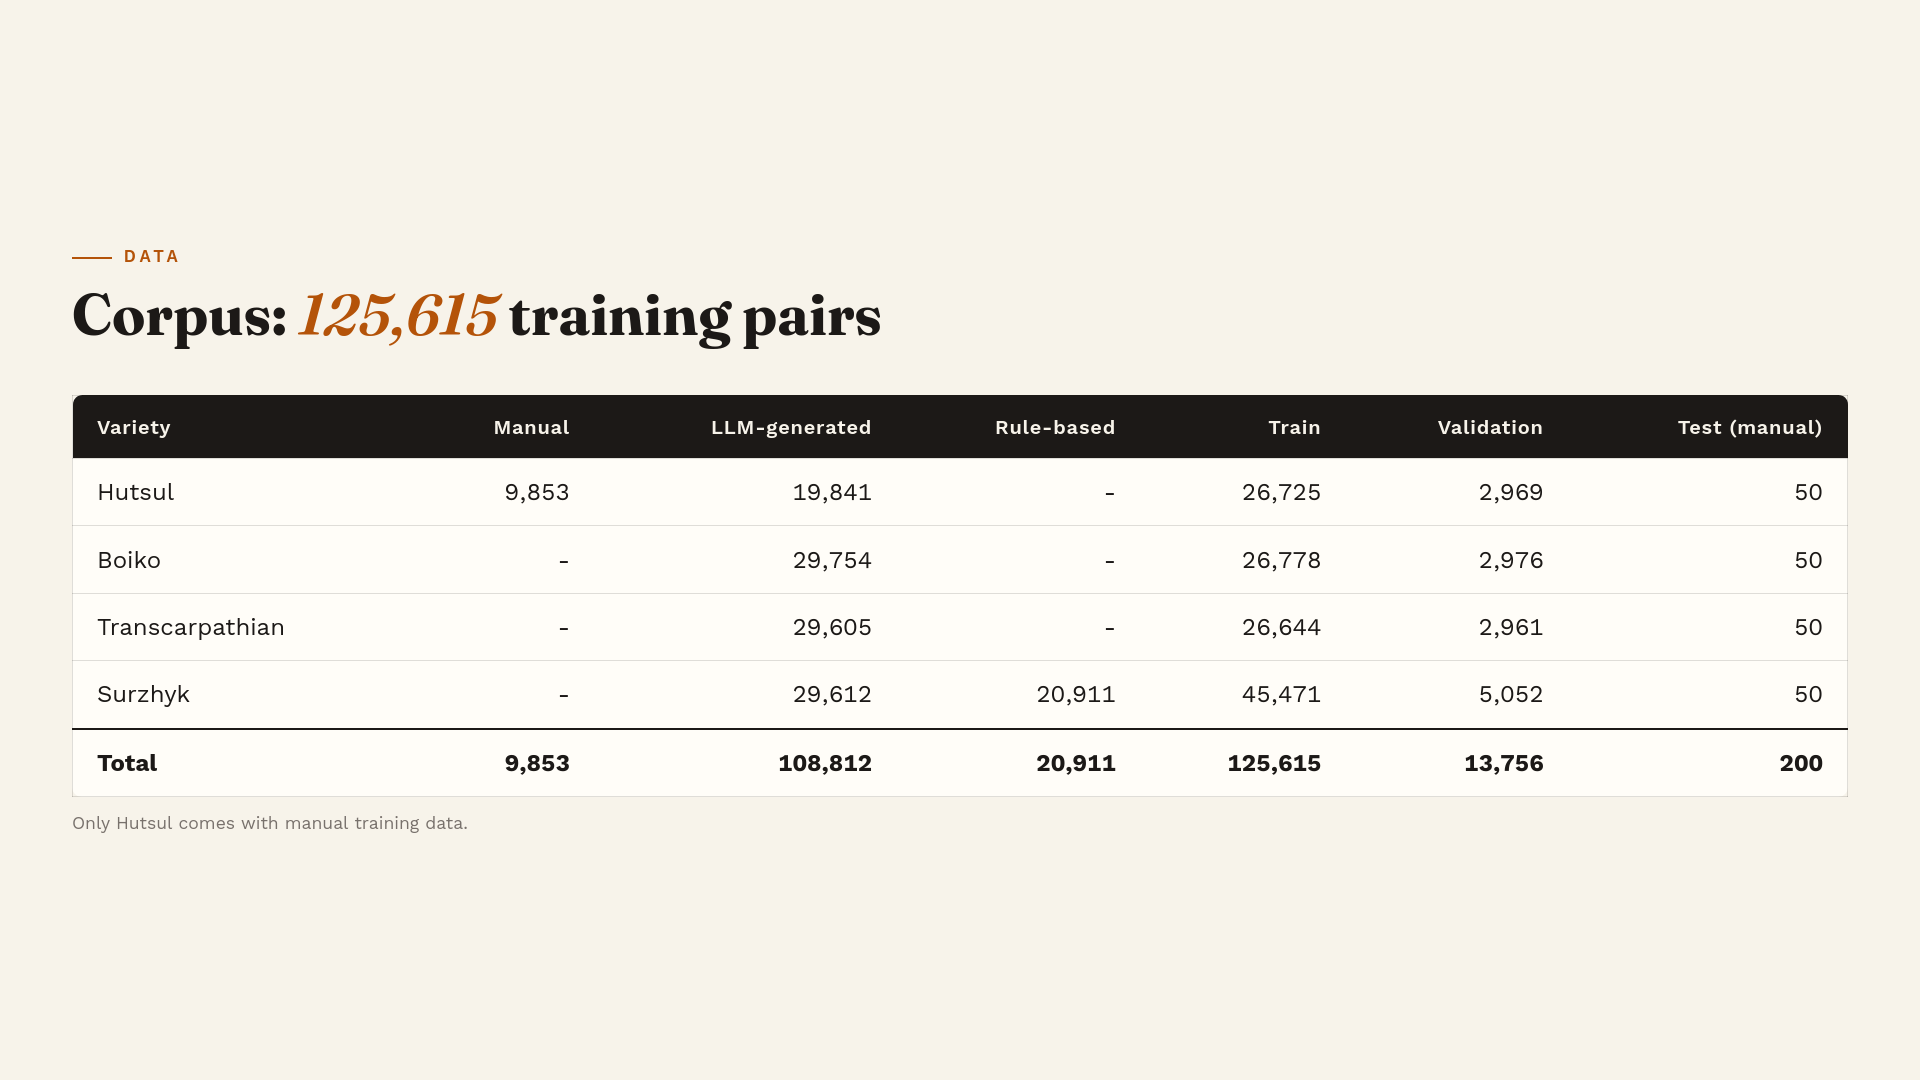 DATA
Corpus: 125,615 training pairs
Variety Manual LLM-generated Rule-based Train Validation Test (manual)
Hutsul 9,853 19,841 - 26,725 2,969 50
Boiko - 29,754 - 26,778 2,976 50
Transcarpathian - 29,605 - 26,644 2,961 50
Surzhyk - 29,612 20,911 45,471 5,052 50
Total 9,853 108,812 20,911 125,615 13,756 200
Only Hutsul comes with manual training data.